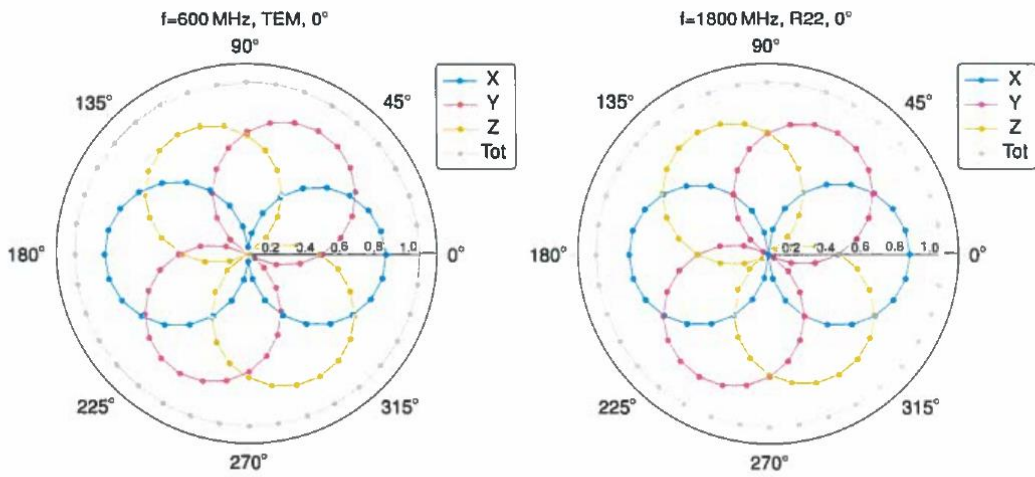 f=600 MHz, TEM, 0°
90°
135°
45°
180°
0.2 0.4 0.6 0.8 1.0
0°
225°
315°
270°
X
Y
Z
Tot
f=1800 MHz, R22, 0°
90°
135°
45°
180°
0.2 0.4 0.6 0.8 1.0
0°
225°
315°
270°
X
Y
Z
Tot